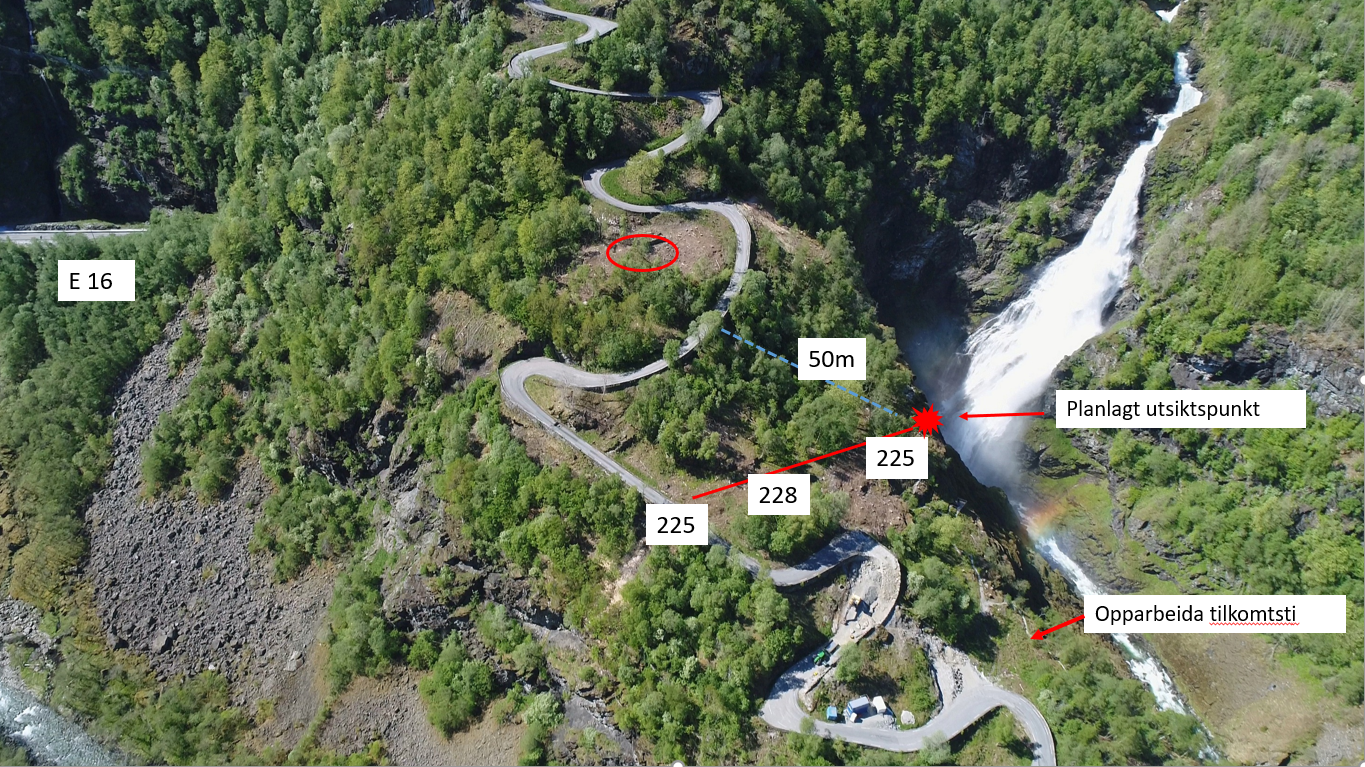 E 16
50m
Planlagt utsiktspunkt
225
228
225
Opparbeida tilkomtsti